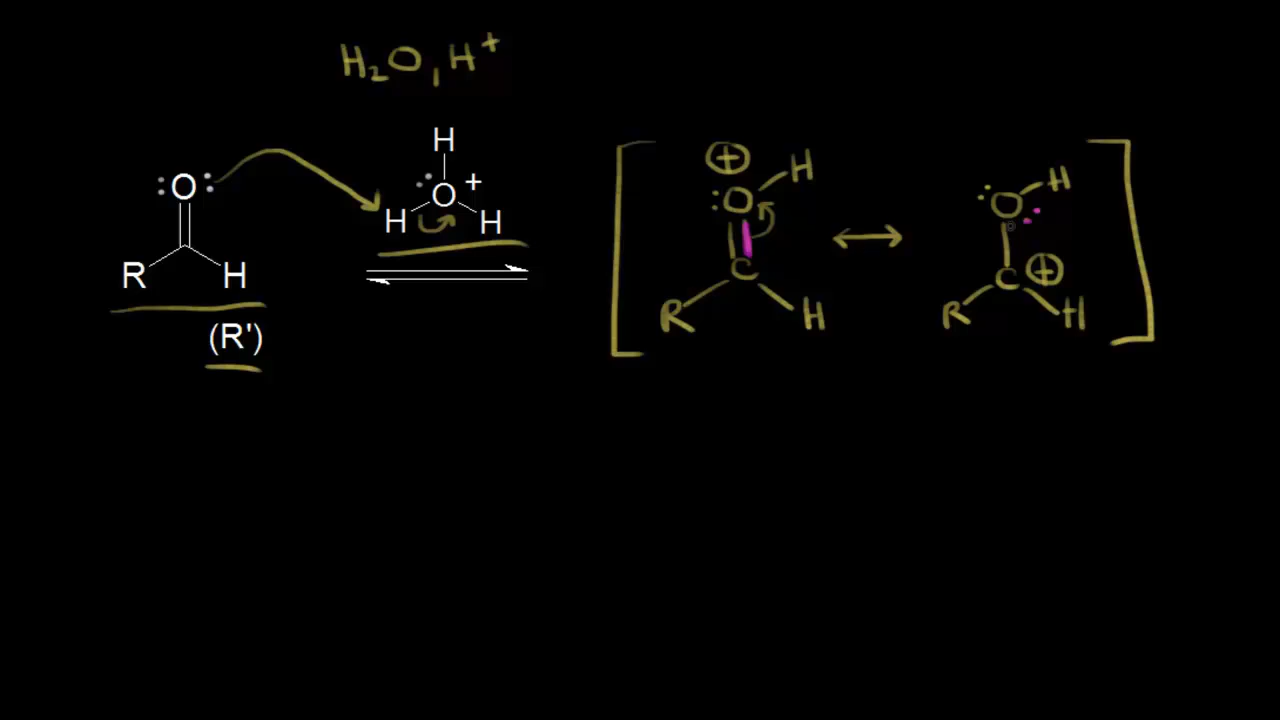 H₂O, H⁺
H
:O: H O + H
R H
(R')
⊕
:O H
C
R H
O H
C ⊕
R H